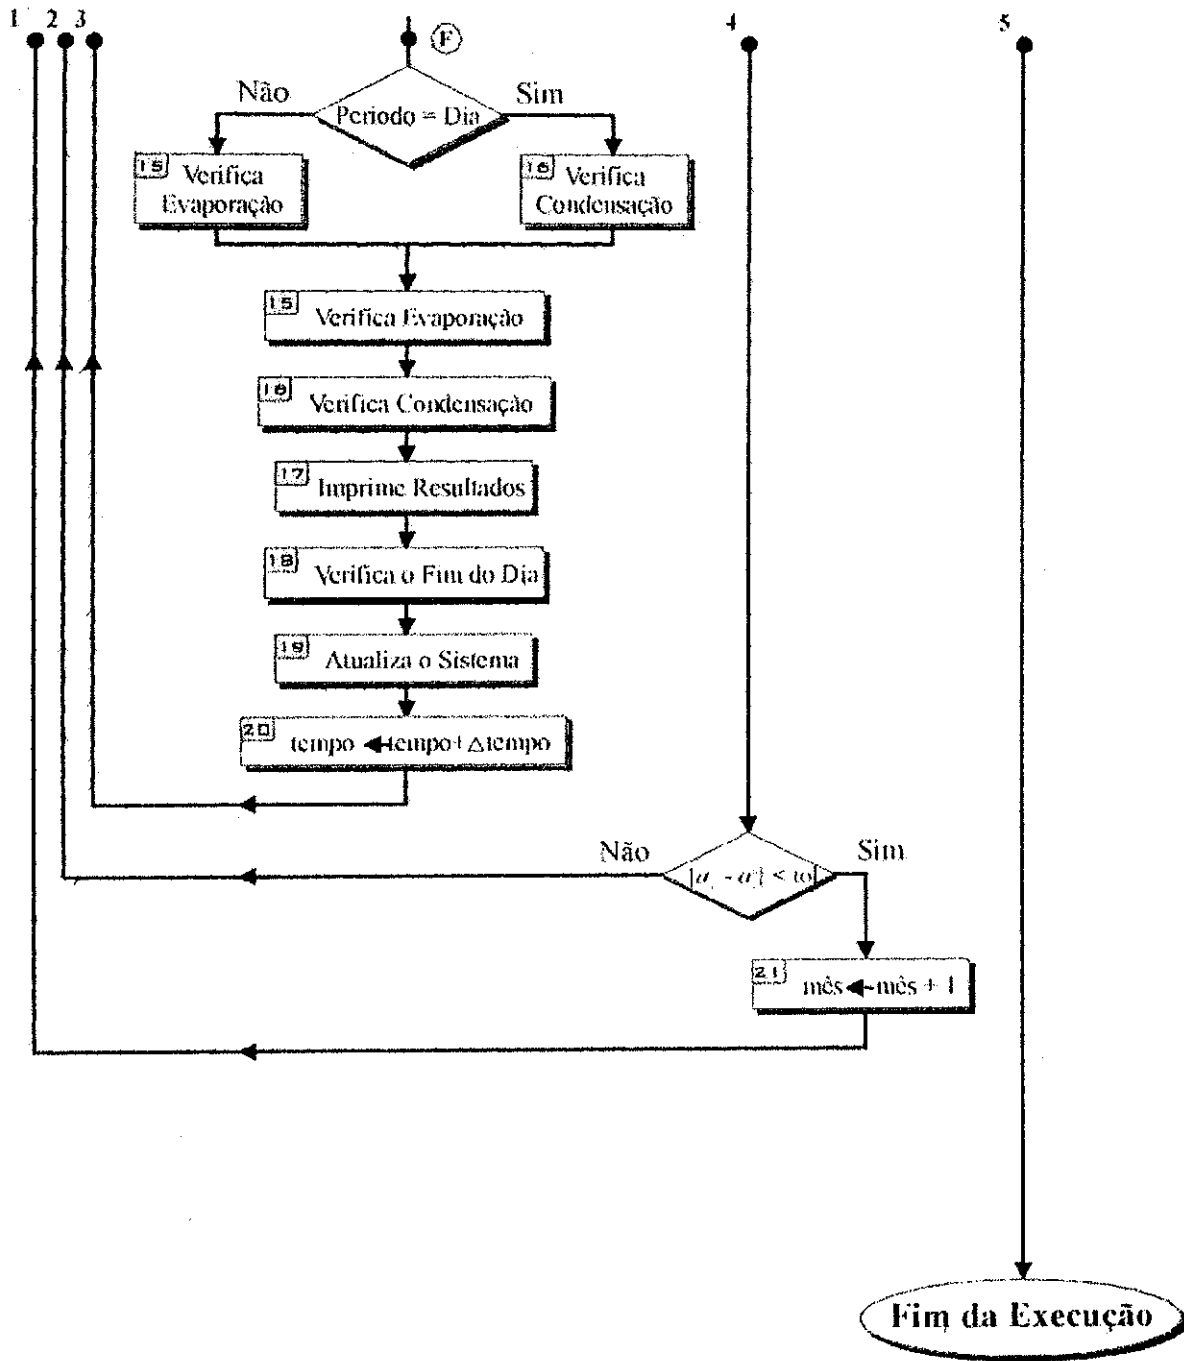 1 2 3
4
5
F
Não
Sim
Periodo = Dia
15
Verifica
Evaporação
16
Verifica
Condensação
15
Verifica Evaporação
16
Verifica Condensação
17
Imprime Resultados
18
Verifica o Fim do Dia
19
Atualiza o Sistema
20
tempo ← tempo+△tempo
Não
Sim
21
mês ← mês + 1
Fim da Execução